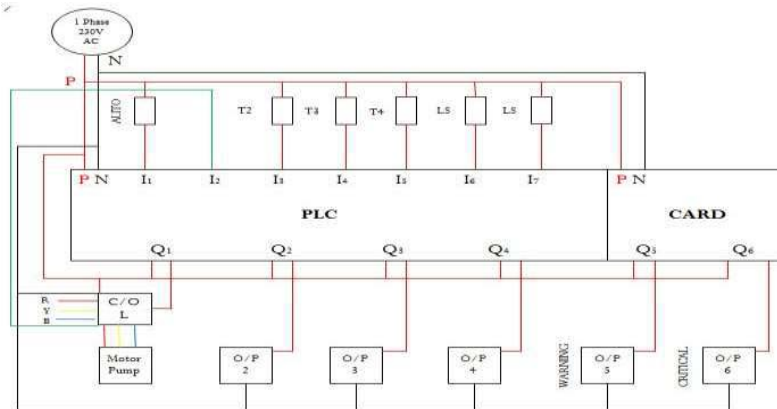 1 Phase
230V
AC
N
P
AUTO
T2
T3
T4
LS
LS
P N I1 I2 I3 I4 I5 I6 I7 P N
PLC
CARD
Q1 Q2 Q3 Q4 Q5 Q6
R
Y
B
C/O
L
Motor
Pump
O/P
2
O/P
3
O/P
4
WARNING
O/P
5
CRITICAL
O/P
6